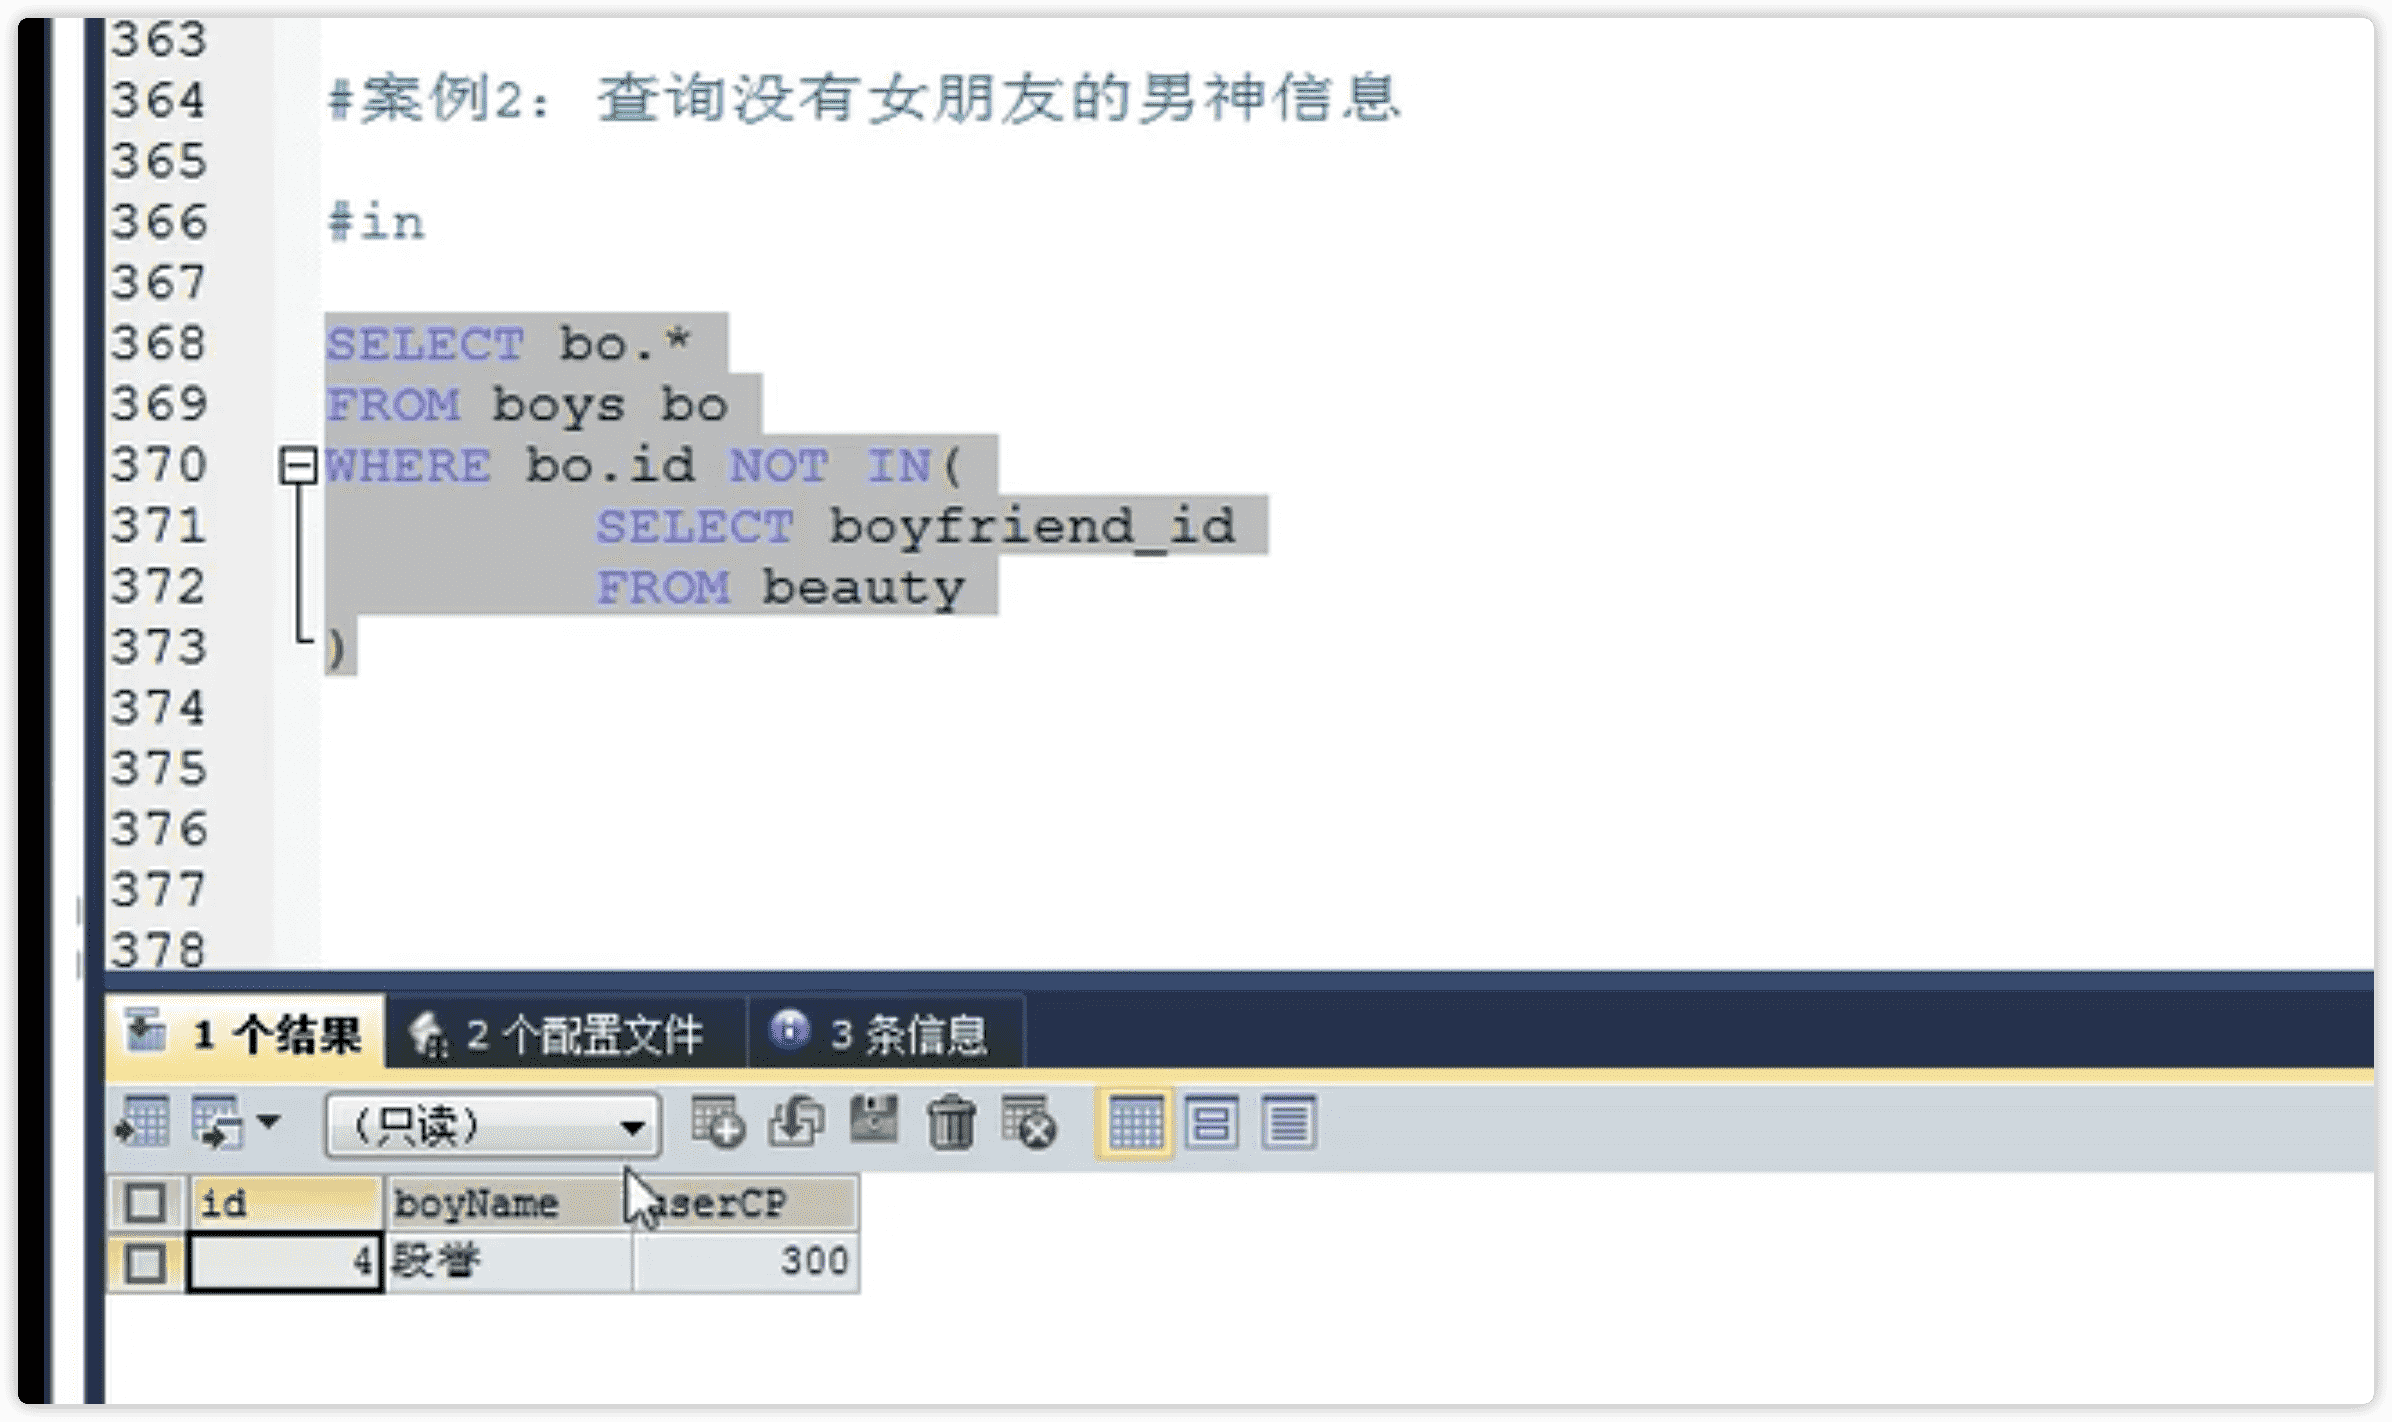 363
364 #案例2：查询没有女朋友的男神信息
365
366 #in
367
368 SELECT bo.*
369 FROM boys bo
370 WHERE bo.id NOT IN(
371 SELECT boyfriend_id
372 FROM beauty
373 )
374
375
376
377
378
1 个结果 2 个配置文件 3 条信息
（只读）
id boyName userCP
4 段誉 300